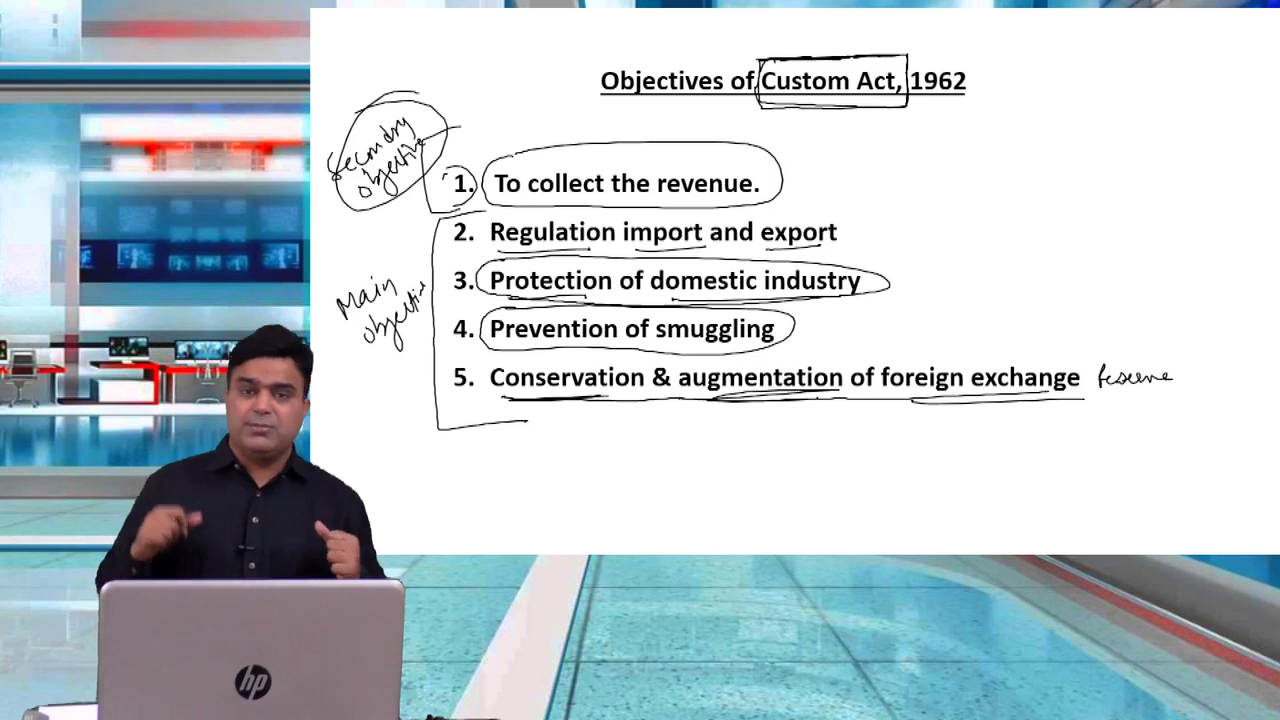 Objectives of Custom Act, 1962
Secondry
objective
1. To collect the revenue.
2. Regulation import and export
3. Protection of domestic industry
Main
objective
4. Prevention of smuggling
5. Conservation & augmentation of foreign exchange reserve
hp